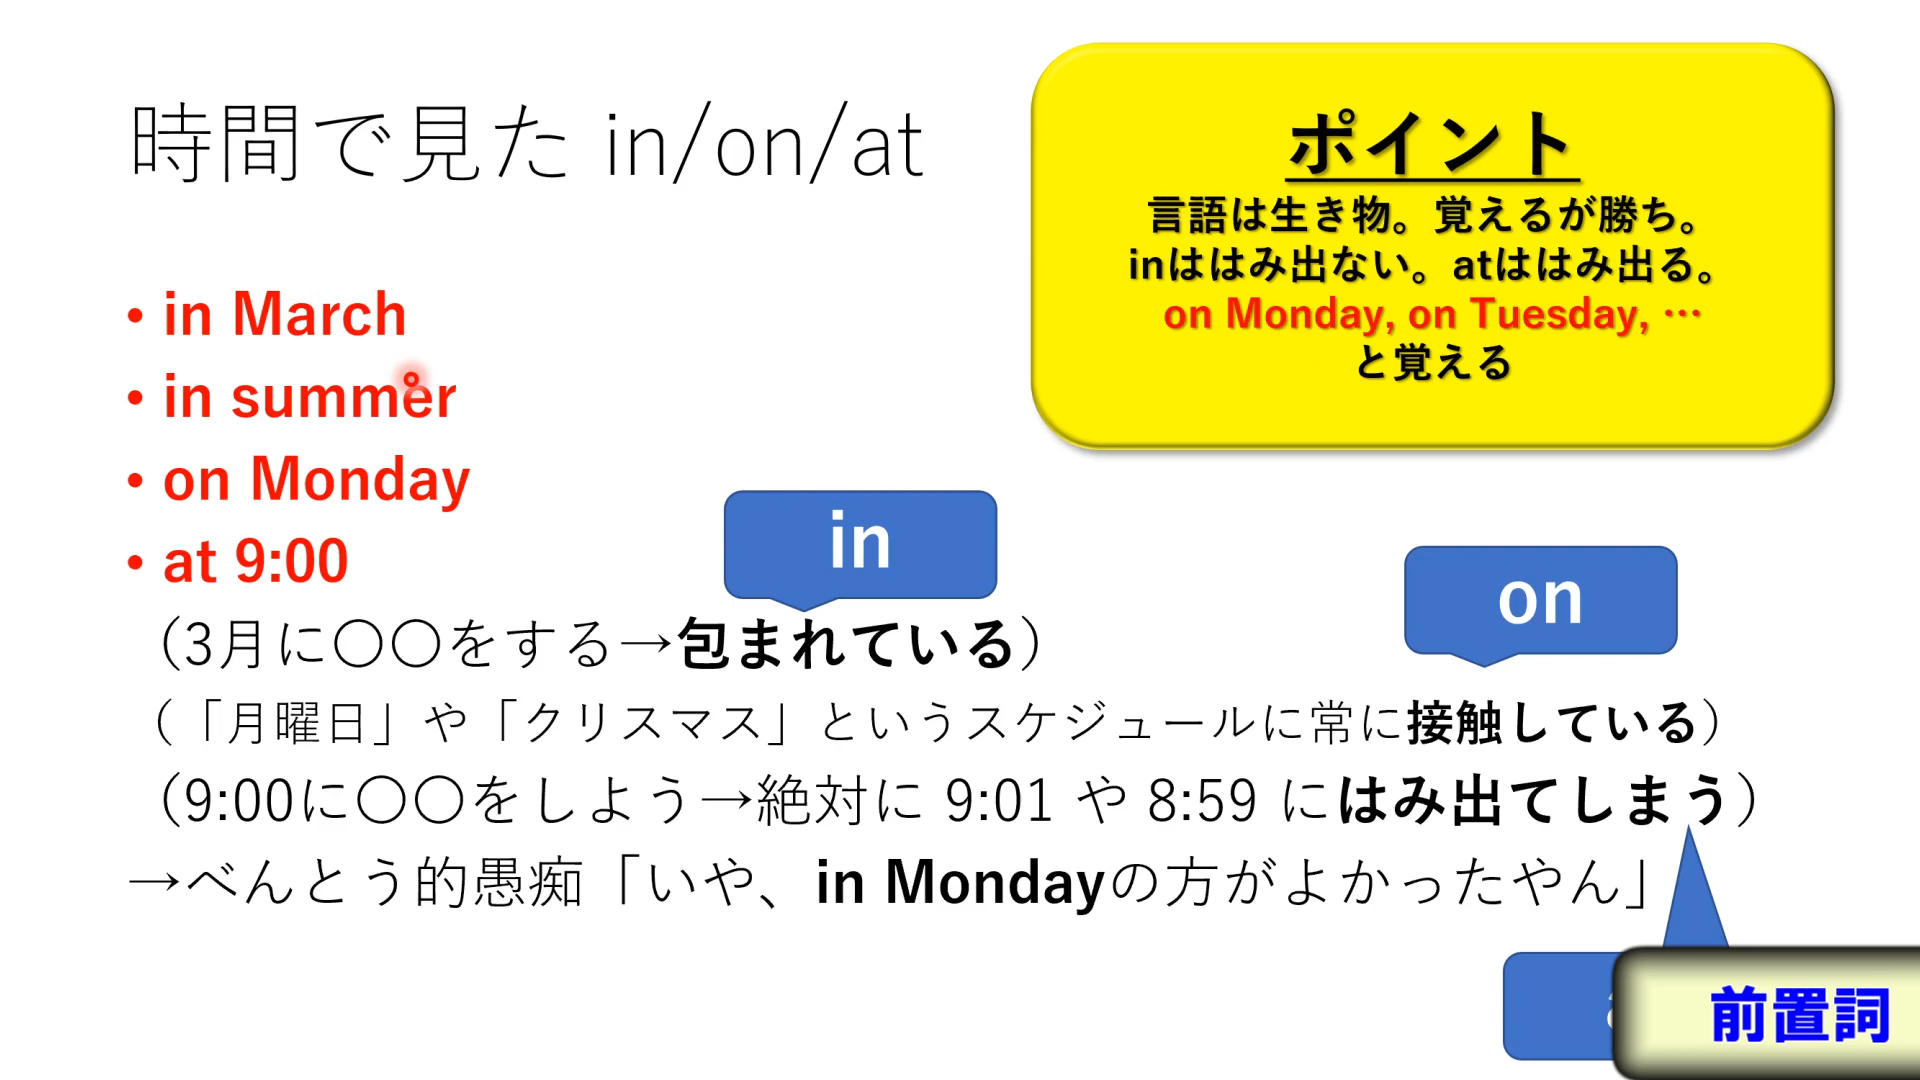 時間で見た in/on/at
ポイント
言語は生き物。覚えるが勝ち。
inははみ出ない。atははみ出る。
on Monday, on Tuesday, …
と覚える
• in March
• in summer
• on Monday
• at 9:00
in
on
（3月に〇〇をする→包まれている）
（「月曜日」や「クリスマス」というスケジュールに常に接触している）
（9:00に〇〇をしよう→絶対に 9:01 や 8:59 にはみ出てしまう）
→べんとう的愚痴「いや、in Mondayの方がよかったやん」
前置詞